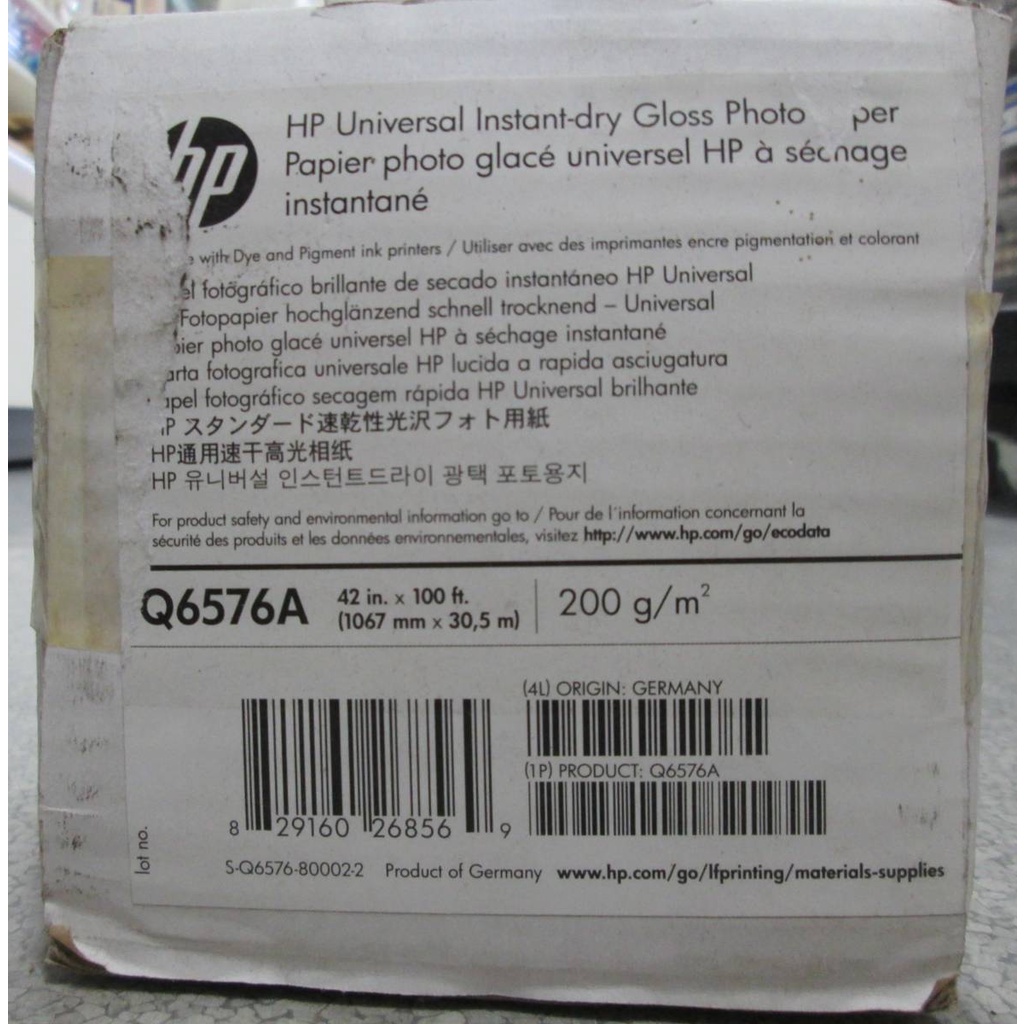 hp
HP Universal Instant-dry Gloss Photo per
Papier photo glacé universel HP à séchage
instantané
with Dye and Pigment ink printers / Utiliser avec des imprimantes encre pigmentation et colorant
el fotográfico brillante de secado instantáneo HP Universal
Fotopapier hochglänzend schnell trocknend – Universal
pier photo glacé universel HP à séchage instantané
arta fotografica universale HP lucida a rapida asciugatura
apel fotográfico secagem rápida HP Universal brilhante
HP スタンダード速乾性光沢フォト用紙
HP通用速干高光相纸
HP 유니버설 인스턴트드라이 광택 포토용지
For product safety and environmental information go to / Pour de l'information concernant la
sécurité des produits et les données environnementales, visitez http://www.hp.com/go/ecodata
Q6576A 42 in. x 100 ft. 200 g/m²
(1067 mm x 30,5 m)
(4L) ORIGIN: GERMANY
(1P) PRODUCT: Q6576A
8 29160 26856 9
lot no.
S-Q6576-80002-2 Product of Germany www.hp.com/go/lfprinting/materials-supplies